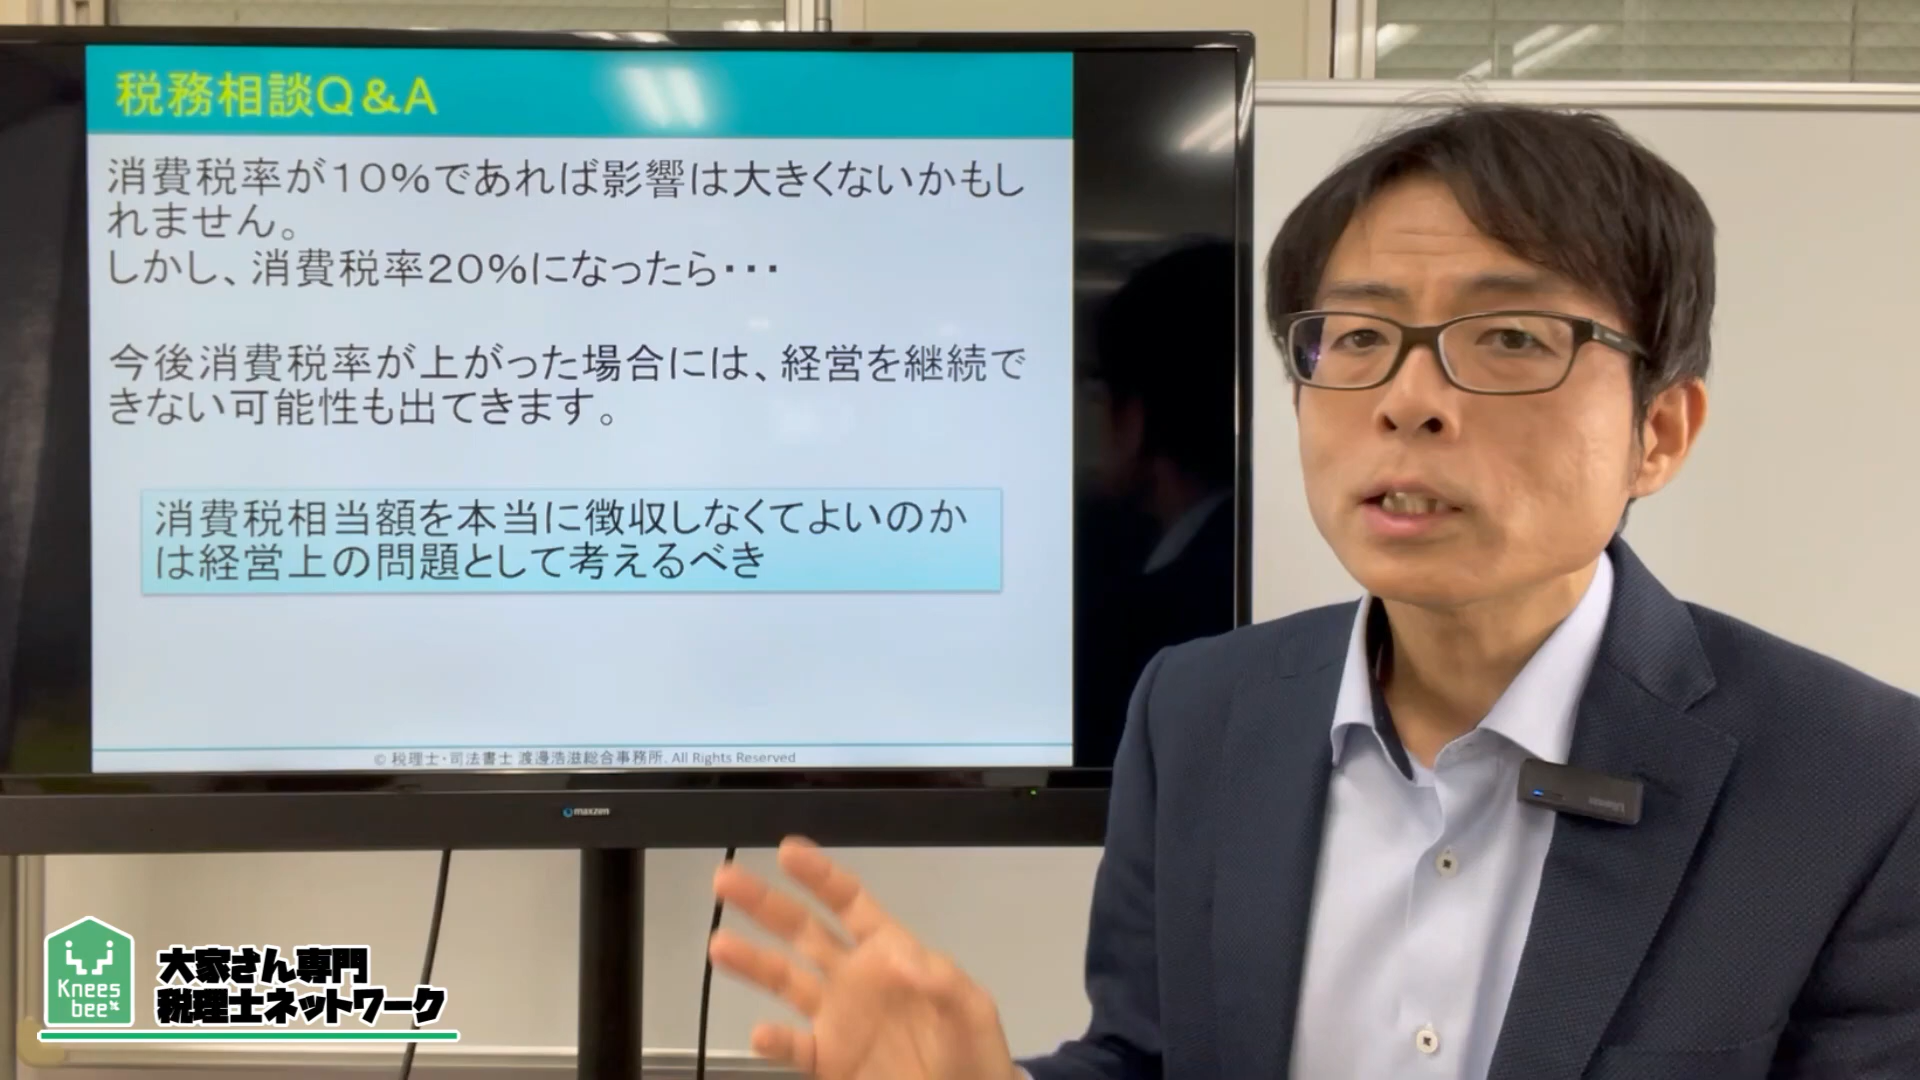 税務相談Q&A
消費税率が10%であれば影響は大きくないかもし
れません。
しかし、消費税率20%になったら・・・
今後消費税率が上がった場合には、経営を継続で
きない可能性も出てきます。
消費税相当額を本当に徴収しなくてよいのか
は経営上の問題として考えるべき
© 税理士・司法書士 渡邊浩滋総合事務所. All Rights Reserved
maxzen
Knees
bee
大家さん専門
税理士ネットワーク